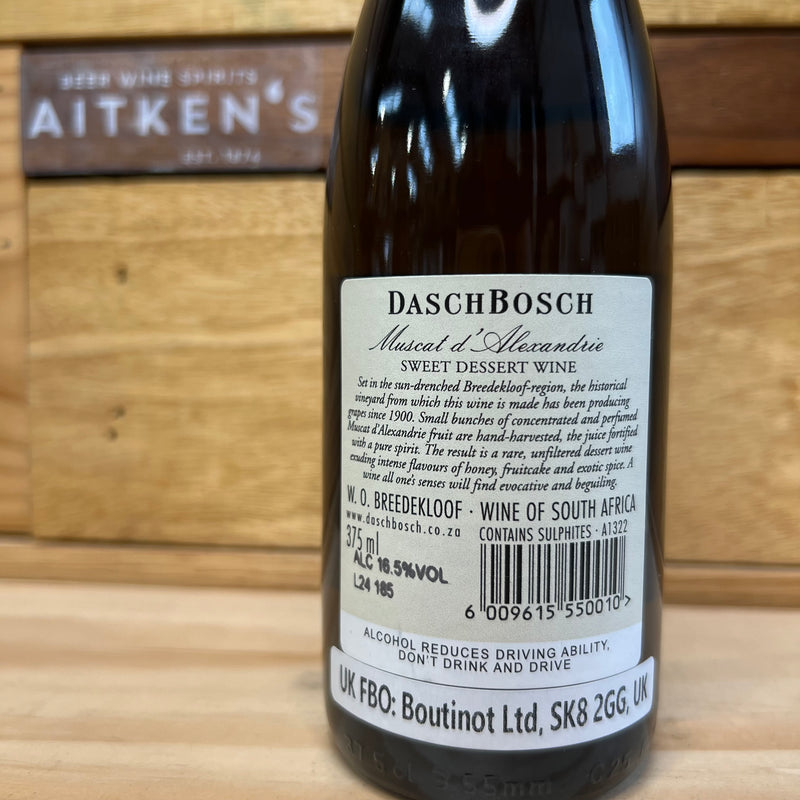 BEER WINE SPIRITS
AITKEN'S
EST. 1874
DASCHBOSCH
Muscat d'Alexandrie
SWEET DESSERT WINE
Set in the sun-drenched Breedekloof-region, the historical
vineyard from which this wine is made has been producing
grapes since 1900. Small bunches of concentrated and perfumed
Muscat d'Alexandrie fruit are hand-harvested, the juice fortified
with a pure spirit. The result is a rare, unfiltered dessert wine
exuding intense flavours of honey, fruitcake and exotic spice. A
wine all one's senses will find evocative and beguiling.
W. O. BREEDEKLOOF · WINE OF SOUTH AFRICA
www.daschbosch.co.za
CONTAINS SULPHITES · A1322
375 ml
ALC 16.5%VOL
L24 185
6 009615 550010 >
ALCOHOL REDUCES DRIVING ABILITY,
DON'T DRINK AND DRIVE
UK FBO: Boutinot Ltd, SK8 2GG, UK